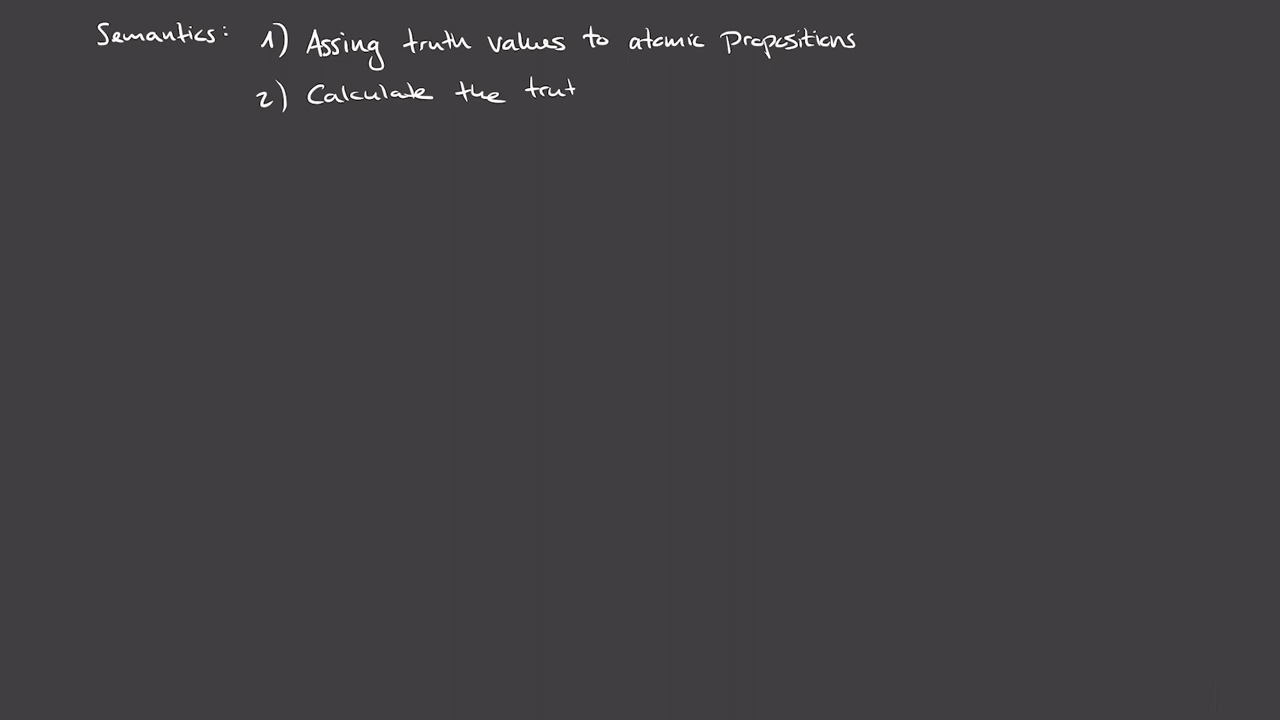 Semantics: 1) Assing truth values to atomic propositions
2) Calculate the trut